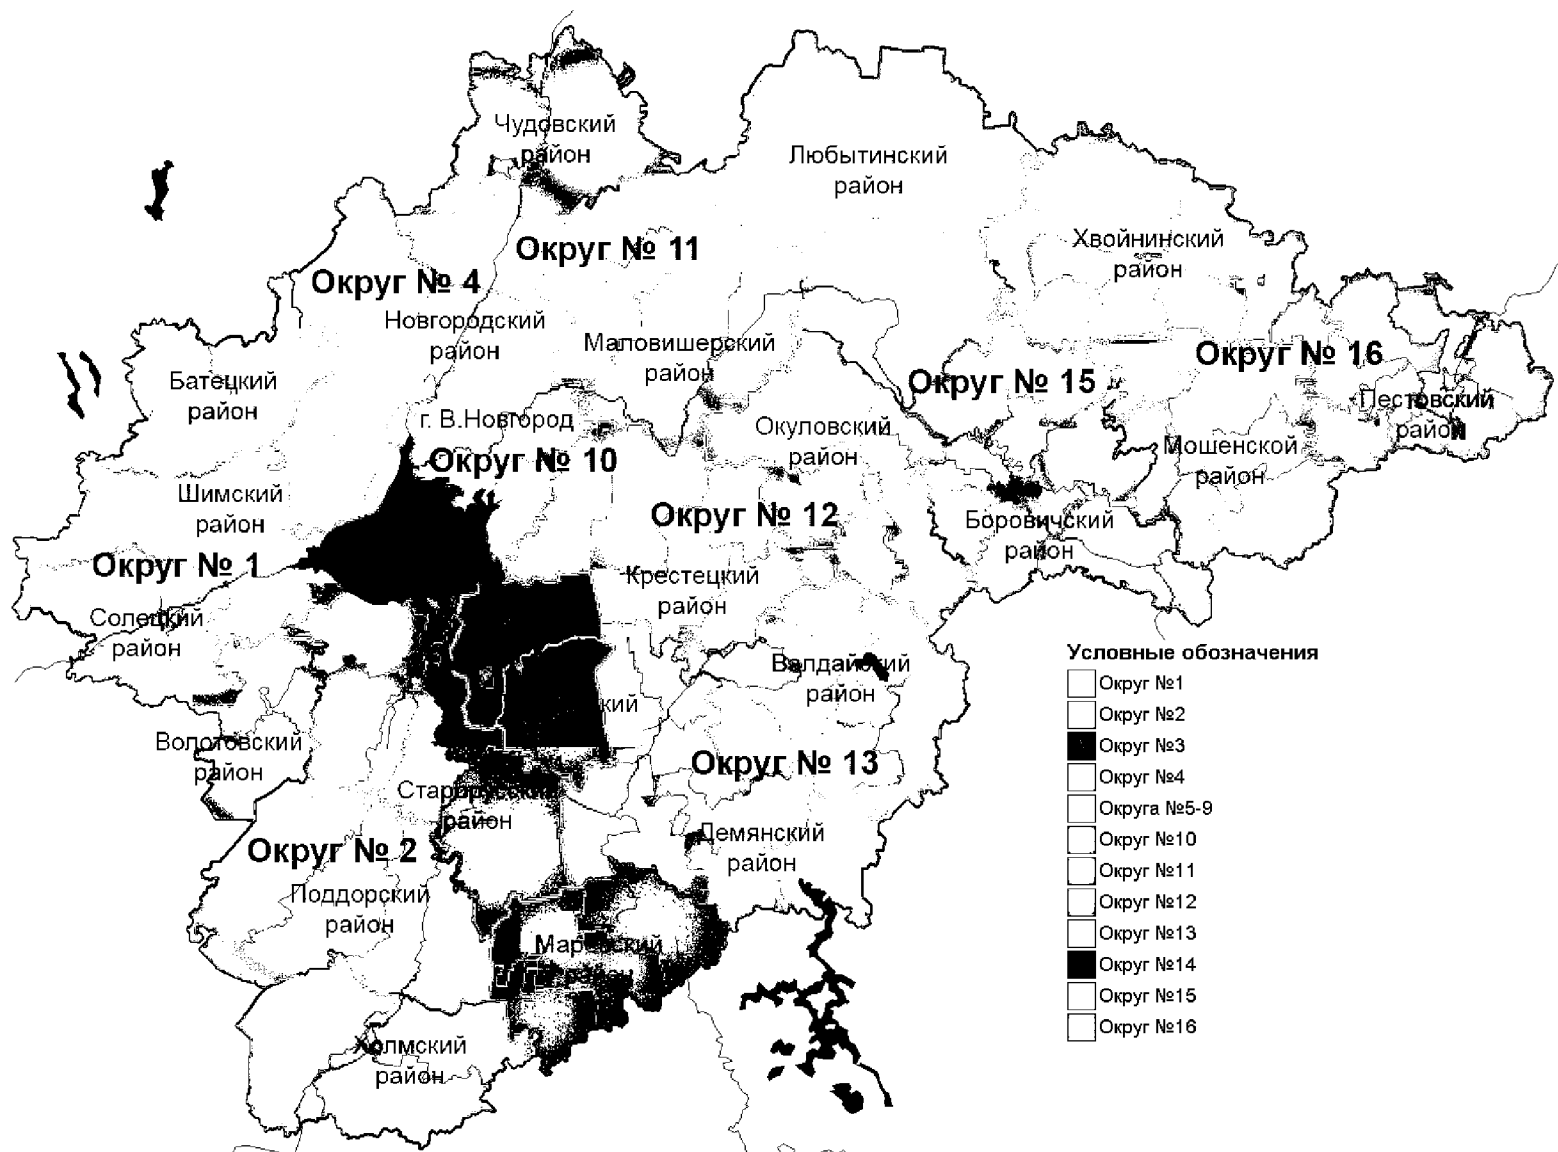 Чудовский
район
Любытинский
район
Хвойнинский
район
Округ № 11
Округ № 4
Новгородский
район
Маловишерский
район
Округ № 16
Округ № 15
Батецкий
район
Пестовский
район
г. В.Новгород
Окуловский
район
Мошенской
район
Округ № 10
Шимский
район
Округ № 12
Боровичский
район
Округ № 1
Крестецкий
район
Солецкий
район
Валдайский
район
кий
Волотовский
район
Округ № 13
Старорусский
район
Демянский
район
Округ № 2
Поддорский
район
Маревский
район
Холмский
район
Условные обозначения
Округ №1
Округ №2
Округ №3
Округ №4
Округа №5-9
Округ №10
Округ №11
Округ №12
Округ №13
Округ №14
Округ №15
Округ №16